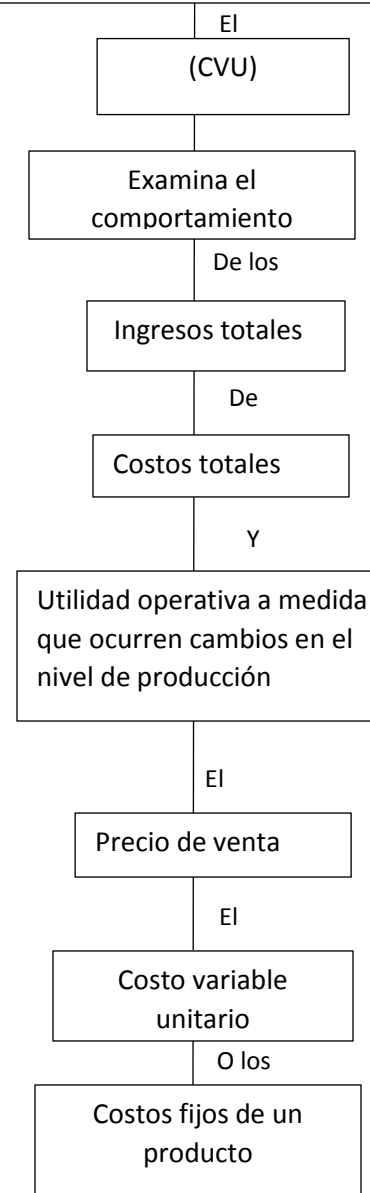 El
(CVU)
Examina el
comportamiento
De los
Ingresos totales
De
Costos totales
Y
Utilidad operativa a medida
que ocurren cambios en el
nivel de producción
El
Precio de venta
El
Costo variable
unitario
O los
Costos fijos de un
producto